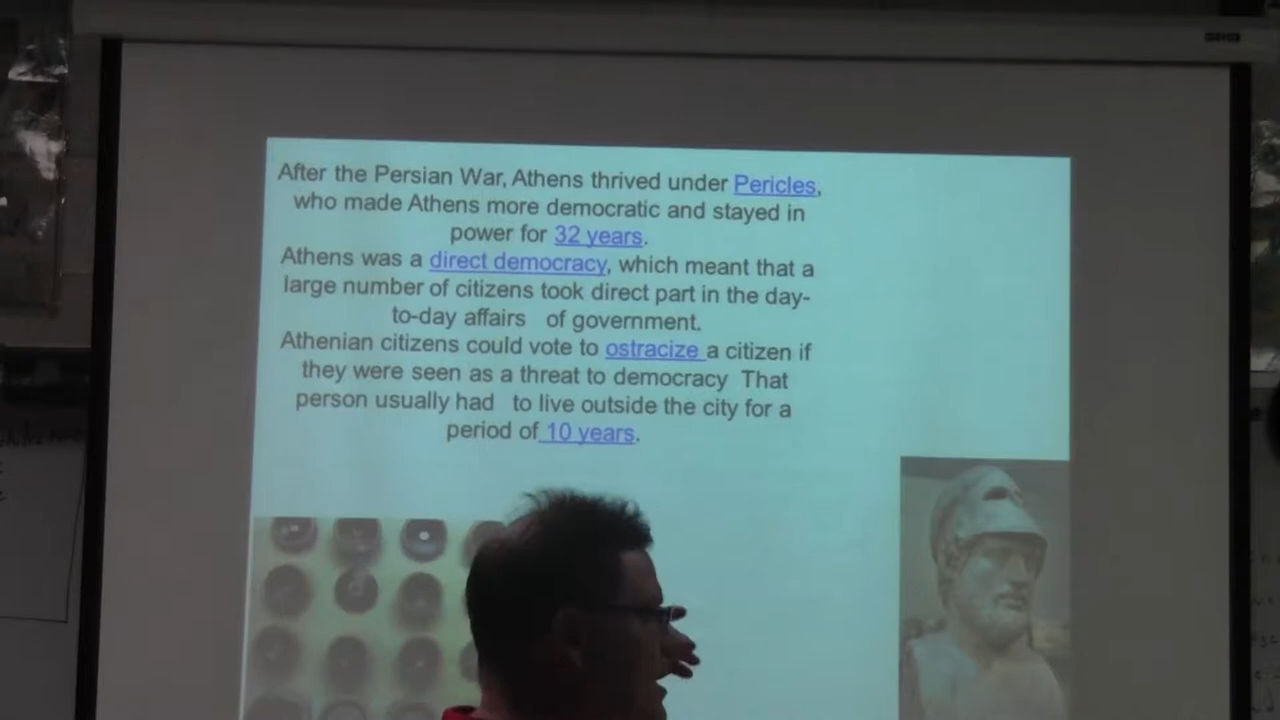 After the Persian War, Athens thrived under Pericles,
who made Athens more democratic and stayed in
power for 32 years.
Athens was a direct democracy, which meant that a
large number of citizens took direct part in the day-
to-day affairs of government.
Athenian citizens could vote to ostracize a citizen if
they were seen as a threat to democracy That
person usually had to live outside the city for a
period of 10 years.